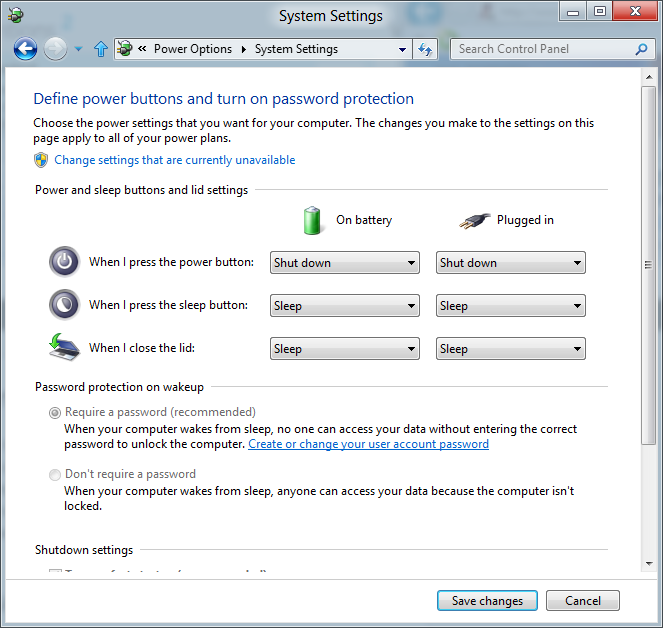 System Settings
« Power Options System Settings
Search Control Panel
Define power buttons and turn on password protection
Choose the power settings that you want for your computer. The changes you make to the settings on this
page apply to all of your power plans.
Change settings that are currently unavailable
Power and sleep buttons and lid settings
On battery Plugged in
When I press the power button: Shut down Shut down
When I press the sleep button: Sleep Sleep
When I close the lid: Sleep Sleep
Password protection on wakeup
Require a password (recommended)
When your computer wakes from sleep, no one can access your data without entering the correct
password to unlock the computer. Create or change your user account password
Don't require a password
When your computer wakes from sleep, anyone can access your data because the computer isn't
locked.
Shutdown settings
Save changes Cancel